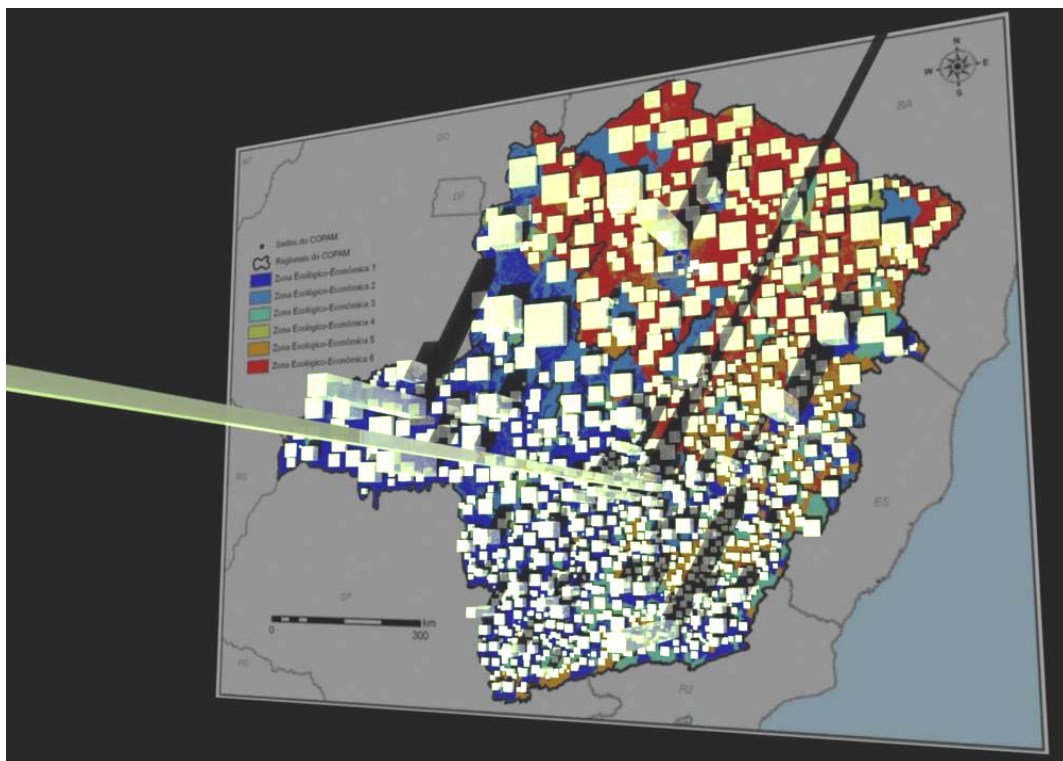 N
W E
S
BA
GO
DF
Sedes do COPAM
Regionais do COPAM
Zona Ecológico-Econômica 1
Zona Ecológico-Econômica 2
Zona Ecológico-Econômica 3
Zona Ecológico-Econômica 4
Zona Ecológico-Econômica 5
Zona Ecológico-Econômica 6
ES
SP
km
0 300
RJ